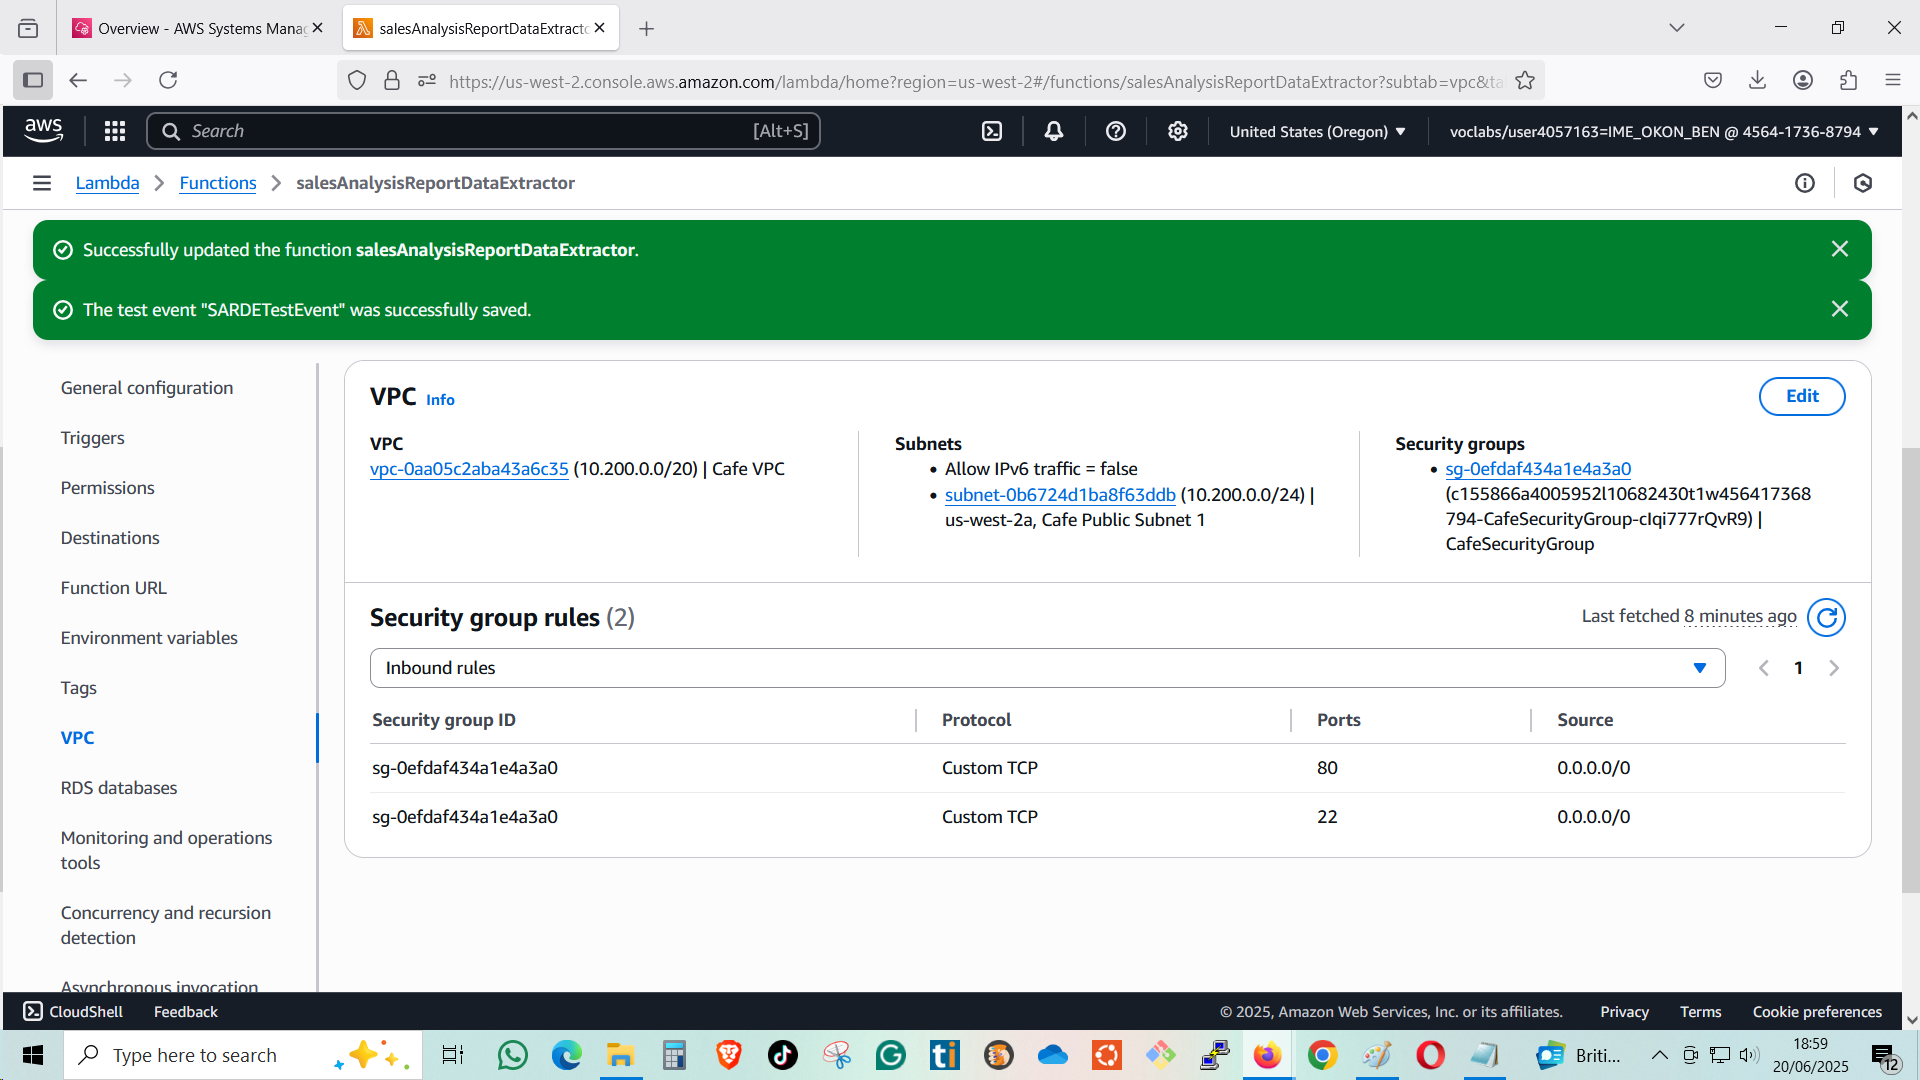 Overview - AWS Systems Manag
salesAnalysisReportDataExtracto
https://us-west-2.console.aws.amazon.com/lambda/home?region=us-west-2#/functions/salesAnalysisReportDataExtractor?subtab=vpc&ta
aws
Search
[Alt+S]
United States (Oregon)
voclabs/user4057163=IME_OKON_BEN @ 4564-1736-8794
Lambda
Functions
salesAnalysisReportDataExtractor
Successfully updated the function salesAnalysisReportDataExtractor.
The test event "SARDETestEvent" was successfully saved.
General configuration
Triggers
Permissions
Destinations
Function URL
Environment variables
Tags
VPC
RDS databases
Monitoring and operations
tools
Concurrency and recursion
detection
Asynchronous invocation
VPC Info
Edit
VPC
vpc-0aa05c2aba43a6c35 (10.200.0.0/20) | Cafe VPC
Subnets
• Allow IPv6 traffic = false
• subnet-0b6724d1ba8f63ddb (10.200.0.0/24) |
us-west-2a, Cafe Public Subnet 1
Security groups
• sg-0efdaf434a1e4a3a0
(c155866a4005952l10682430t1w456417368
794-CafeSecurityGroup-cIqi777rQvR9) |
CafeSecurityGroup
Security group rules (2)
Last fetched 8 minutes ago
Inbound rules
1
Security group ID Protocol Ports Source
sg-0efdaf434a1e4a3a0 Custom TCP 80 0.0.0.0/0
sg-0efdaf434a1e4a3a0 Custom TCP 22 0.0.0.0/0
CloudShell
Feedback
© 2025, Amazon Web Services, Inc. or its affiliates.
Privacy
Terms
Cookie preferences
Type here to search
Briti...
18:59
20/06/2025
12